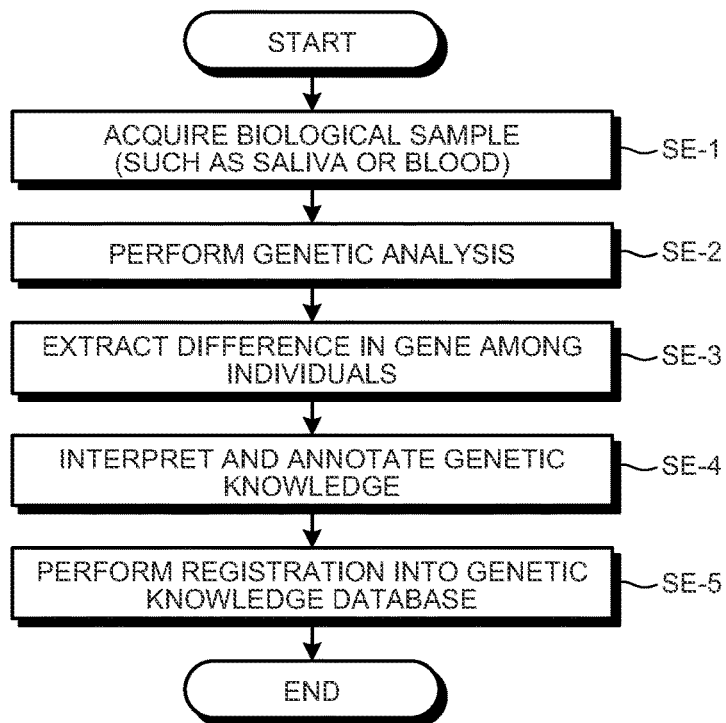 START
ACQUIRE BIOLOGICAL SAMPLE
(SUCH AS SALIVA OR BLOOD)
SE-1
PERFORM GENETIC ANALYSIS
SE-2
EXTRACT DIFFERENCE IN GENE AMONG
INDIVIDUALS
SE-3
INTERPRET AND ANNOTATE GENETIC
KNOWLEDGE
SE-4
PERFORM REGISTRATION INTO GENETIC
KNOWLEDGE DATABASE
SE-5
END